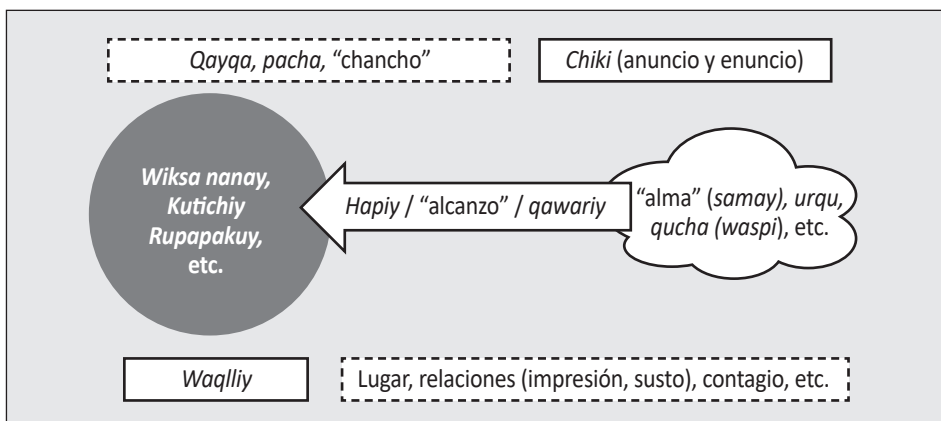 Qayqa, pacha, “chancho”
Chiki (anuncio y enuncio)
Wiksa nanay,
Kutichiy
Rupapakuy,
etc.
Hapiy / “alcanzo” / qawariy
“alma” (samay), urqu,
qucha (waspi), etc.
Waqlliy
Lugar, relaciones (impresión, susto), contagio, etc.